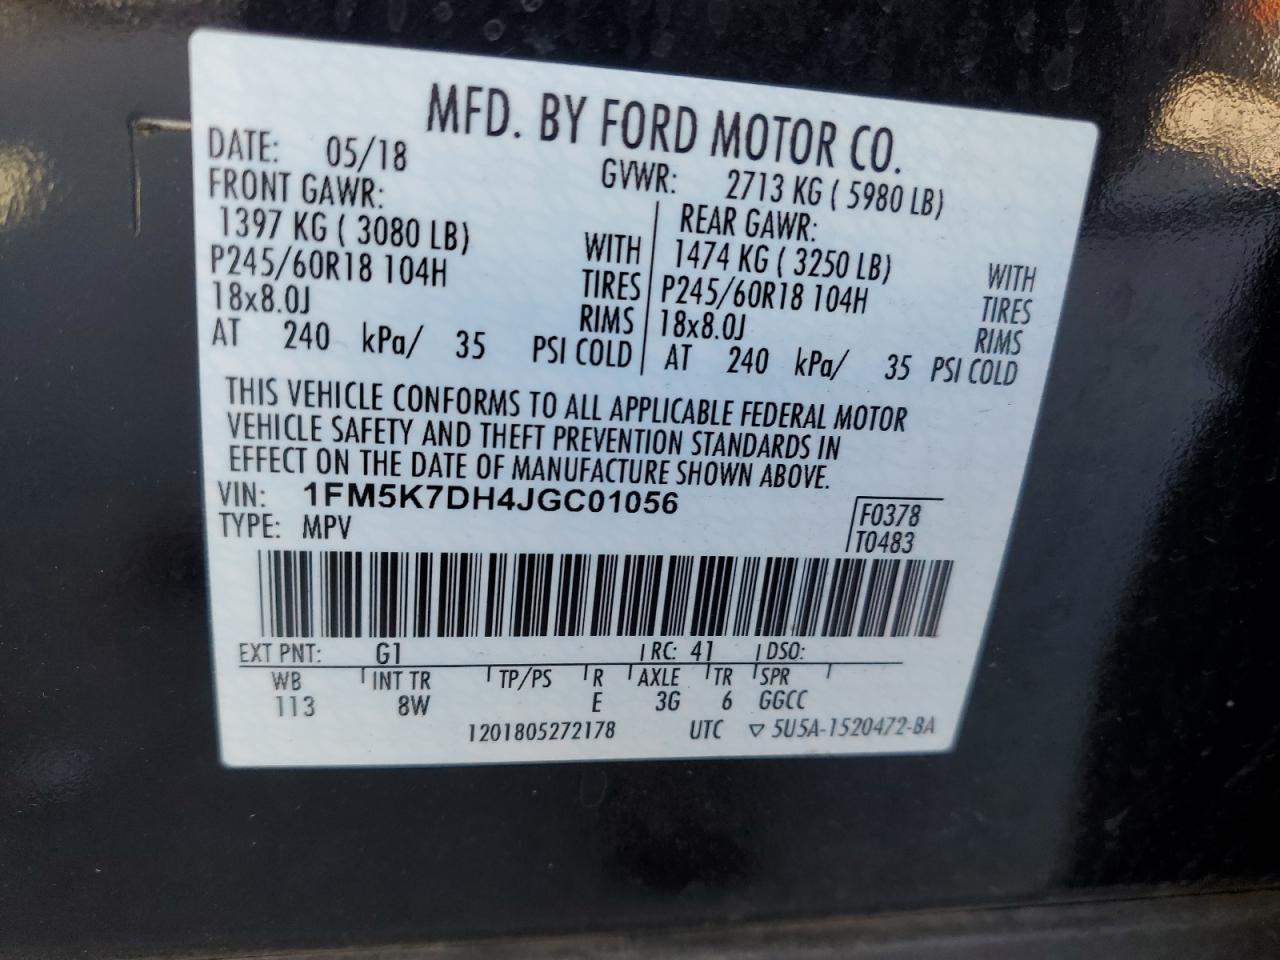 MFD. BY FORD MOTOR CO.
DATE: 05/18 GVWR: 2713 KG ( 5980 LB)
FRONT GAWR: REAR GAWR:
1397 KG ( 3080 LB) WITH 1474 KG ( 3250 LB) WITH
P245/60R18 104H TIRES P245/60R18 104H TIRES
18x8.0J RIMS 18x8.0J RIMS
AT 240 kPa/ 35 PSI COLD AT 240 kPa/ 35 PSI COLD
THIS VEHICLE CONFORMS TO ALL APPLICABLE FEDERAL MOTOR
VEHICLE SAFETY AND THEFT PREVENTION STANDARDS IN
EFFECT ON THE DATE OF MANUFACTURE SHOWN ABOVE.
VIN: 1FM5K7DH4JGC01056 F0378
TYPE: MPV T0483
EXT PNT: G1 RC: 41 DSO:
WB INT TR TP/PS R AXLE TR SPR
113 8W E 3G 6 GGCC
1201805272178 UTC ▽ 5U5A-1520472-BA